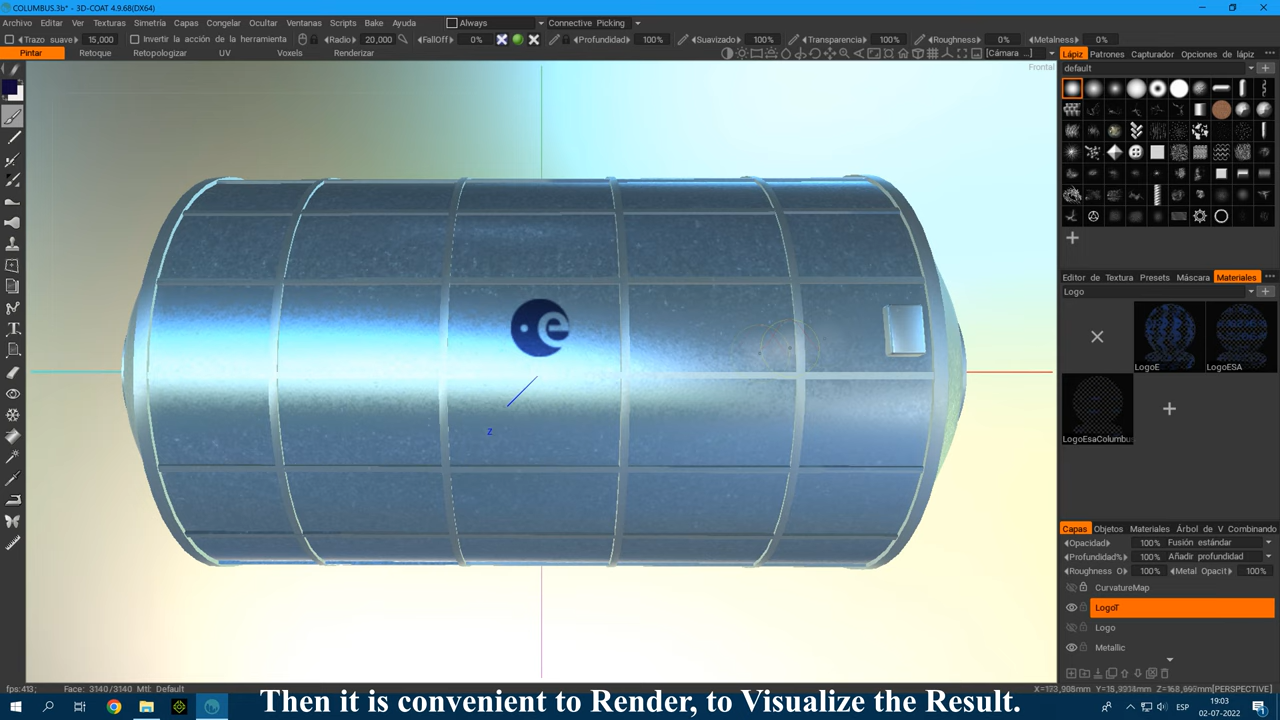 COLUMBUS.3b* - 3D-COAT 4.9.68(DX64)
Archivo Editar Ver Texturas Simetría Capas Congelar Ocultar Ventanas Scripts Bake Ayuda Always Connective Picking
Trazo suave 15,000 Invertir la acción de la herramienta Radio 20,000 FallOff 0% Profundidad 100% Suavizado 100% Transparencia 100% Roughness 0% Metalness 0%
Pintar Retoque Retopologizar UV Voxels Renderizar [Cámara ...] Lápiz Patrones Capturador Opciones de lápiz
Frontal
default
Z
Editor de Textura Presets Máscara Materiales
Logo
LogoE LogoESA
LogoEsaColumbus
Capas Objetos Materiales Árbol de V Combinando
Opacidad 100% Fusión estándar
Profundidad% 100% Añadir profundidad
Roughness O 100% Metal Opacit 100%
CurvatureMap
LogoT
Logo
Metallic
fps:413; Face: 3140/3140 Mtl: Default
[PERSPECTIVE]
Then it is convenient to Render, to Visualize the Result.
ESP 19:03
02-07-2022